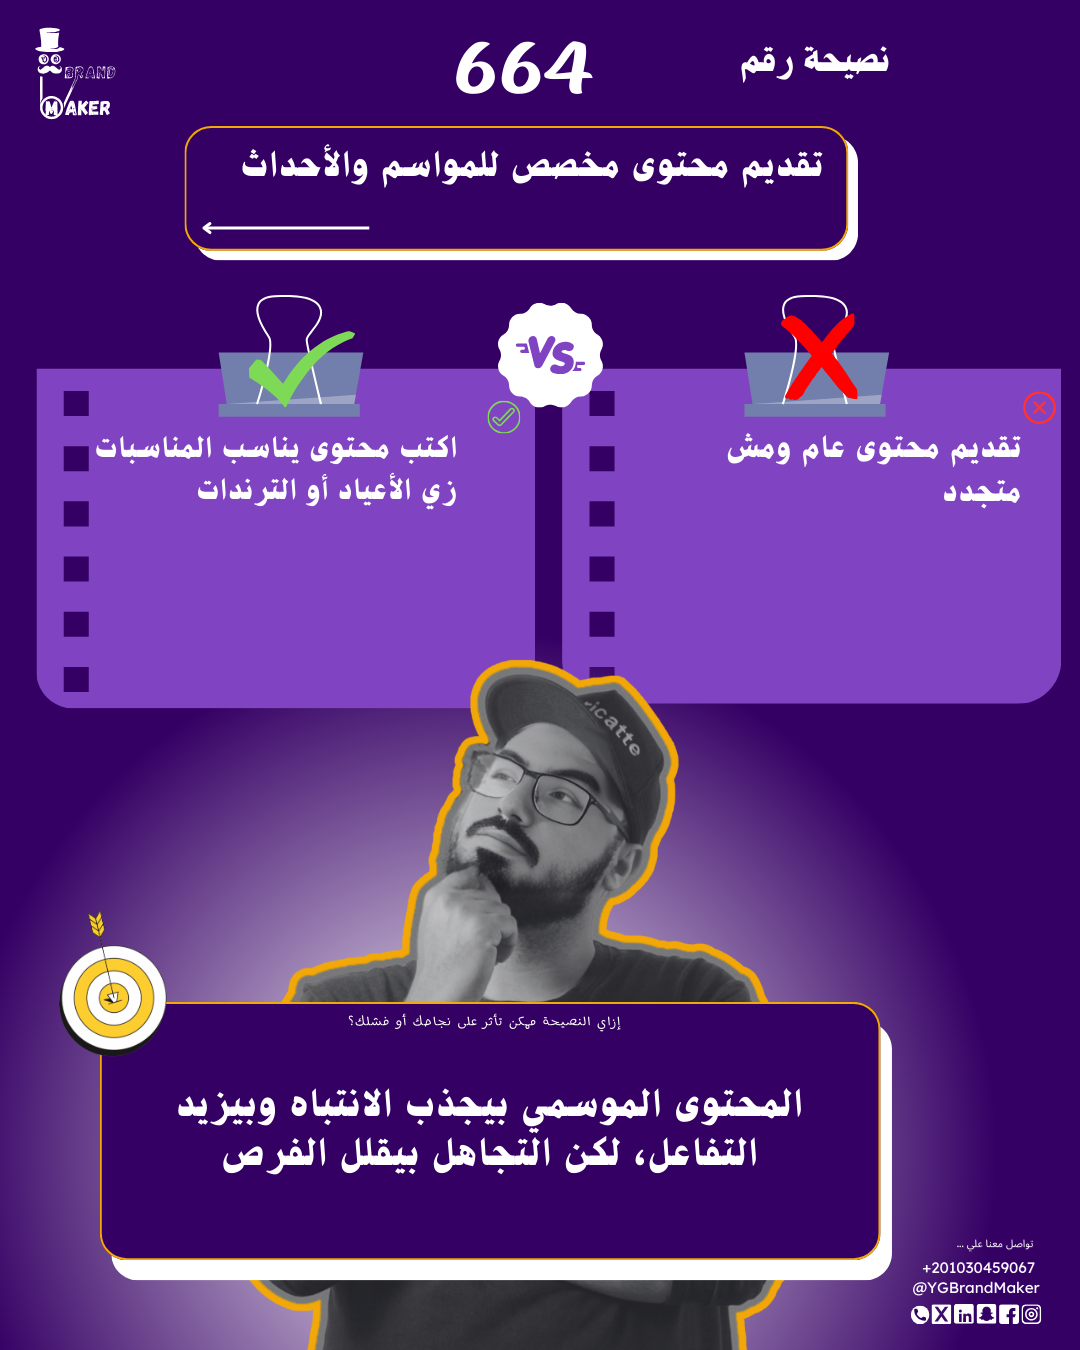 BRAND
MAKER
نصيحة رقم
664
تقديم محتوى مخصص للمواسم والأحداث
VS
تقديم محتوى عام ومش
متجدد
اكتب محتوى يناسب المناسبات
زي الأعياد أو الترندات
icatte
إزاي النصيحة ممكن تأثر على نجاحك أو فشلك؟
المحتوى الموسمي بيجذب الانتباه وبيزيد
التفاعل، لكن التجاهل بيقلل الفرص
تواصل معنا علي ...
+201030459067
@YGBrandMaker